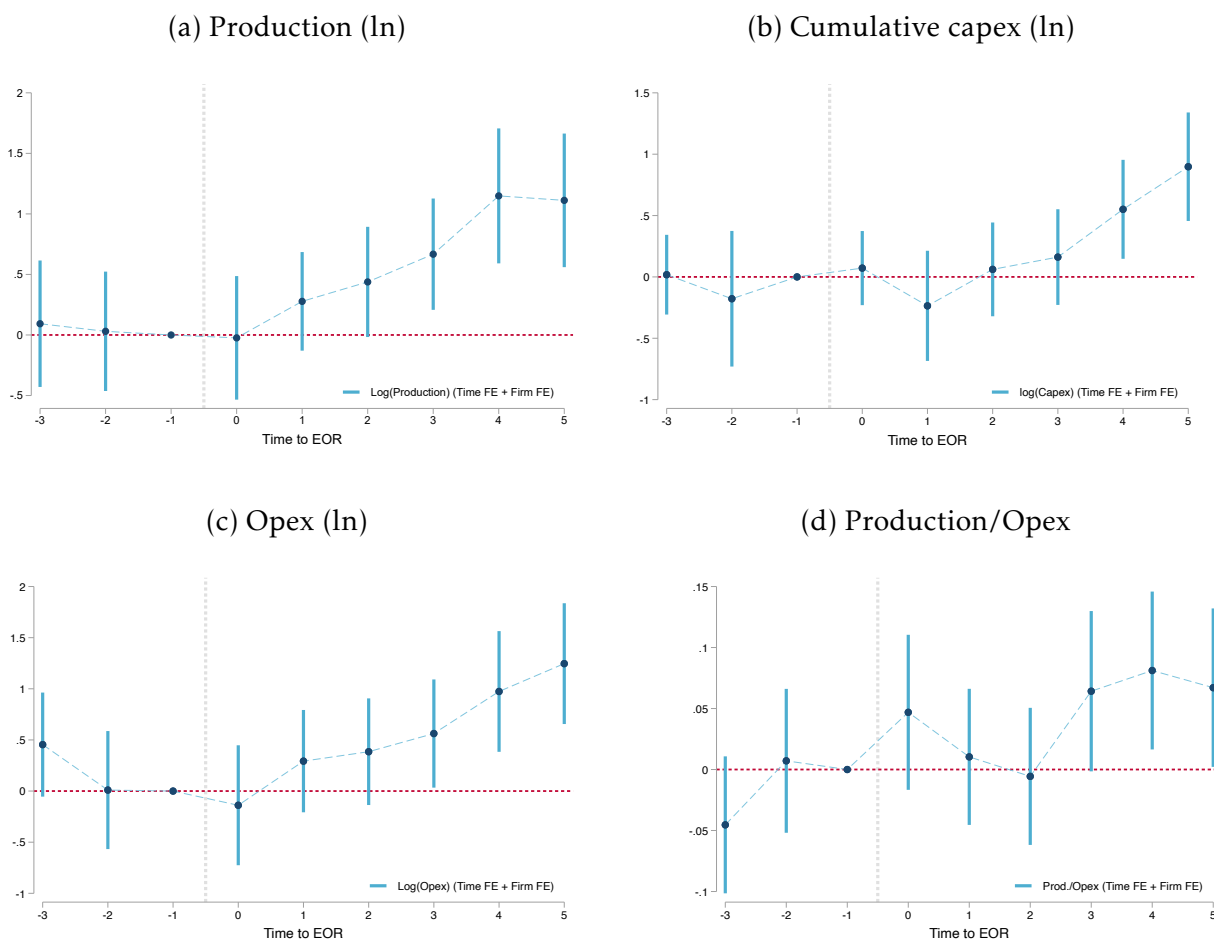 (a) Production (ln)
2
1.5
1
.5
0
-.5
Log(Production) (Time FE + Firm FE)
-3 -2 -1 0 1 2 3 4 5
Time to EOR
(b) Cumulative capex (ln)
1.5
1
.5
0
-.5
-1
log(Capex) (Time FE + Firm FE)
-3 -2 -1 0 1 2 3 4 5
Time to EOR
(c) Opex (ln)
2
1.5
1
.5
0
-.5
-1
Log(Opex) (Time FE + Firm FE)
-3 -2 -1 0 1 2 3 4 5
Time to EOR
(d) Production/Opex
.15
.1
.05
0
-.05
-.1
Prod./Opex (Time FE + Firm FE)
-3 -2 -1 0 1 2 3 4 5
Time to EOR